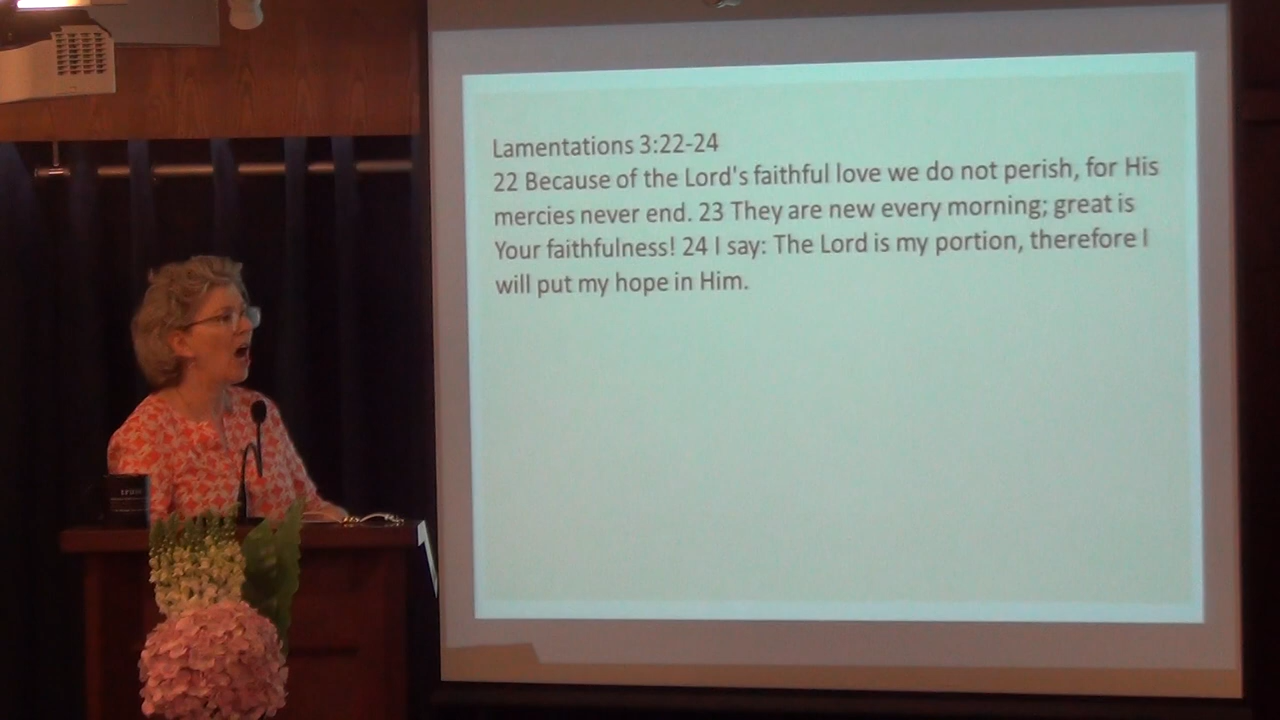 Lamentations 3:22-24
22 Because of the Lord's faithful love we do not perish, for His
mercies never end. 23 They are new every morning; great is
Your faithfulness! 24 I say: The Lord is my portion, therefore I
will put my hope in Him.